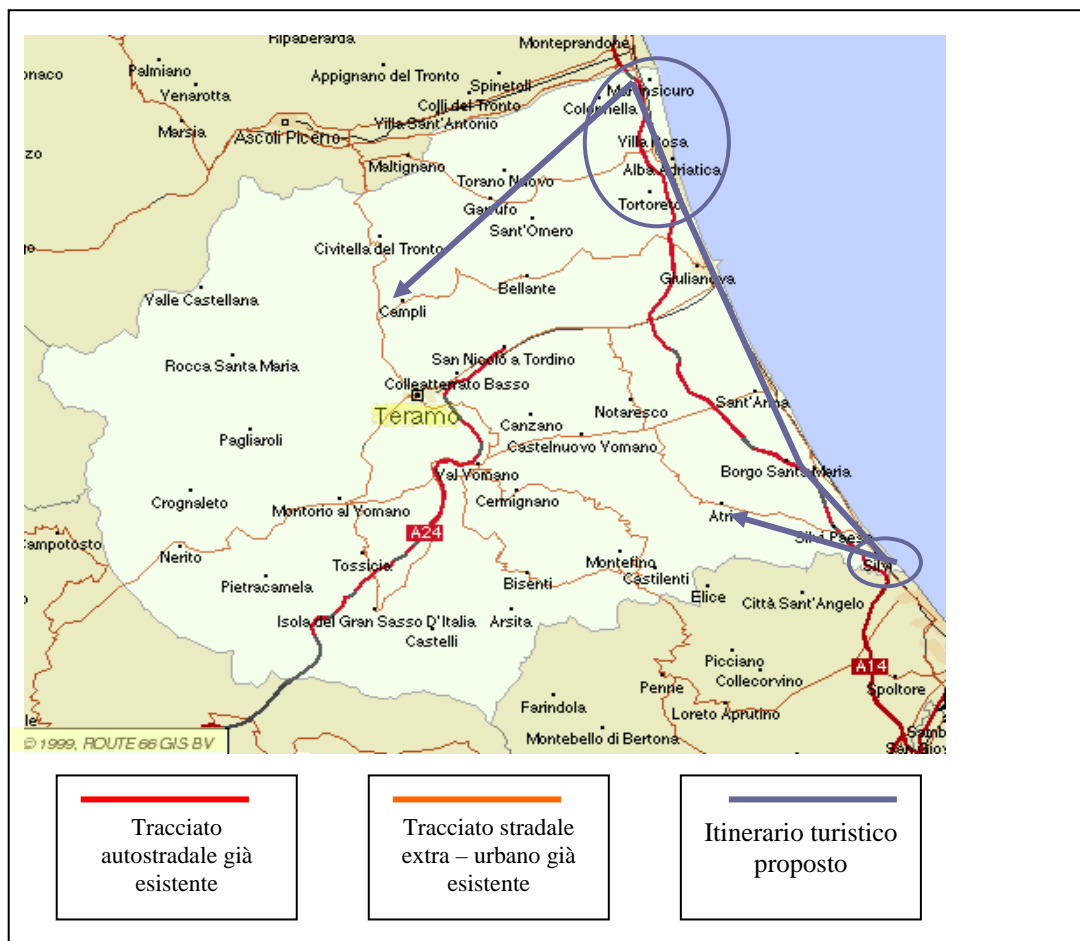 Ripaberarda
Monteprandone
Palmiano
Appignano del Tronto
Spinetoli
Martinsicuro
Venarotta
Colli del Tronto
Colonnella
Marsia
Villa Sant'Antonio
Ascoli Piceno
Villa Rosa
Maltignano
Alba Adriatica
Torano Nuovo
Garrufo
Tortoreto
Sant'Omero
Civitella del Tronto
Giulianova
Bellante
Valle Castellana
Campli
San Nicolò a Tordino
Rocca Santa Maria
Colleatterrato Basso
Teramo
Notaresco
Sant'Anna
Canzano
Pagliaroli
Castelnuovo Vomano
Val Vomano
Borgo Santa Maria
Crognaleto
Cermignano
Montorio al Vomano
Atri
A24
Silvi Paese
Campotosto
Nerito
Tossicia
Montefino
Silvi
Castilenti
Pietracamela
Bisenti
Elice
Città Sant'Angelo
Isola del Gran Sasso D'Italia
Arsita
Castelli
Picciano
A14
Collecorvino
Penne
Spoltore
Farindola
Loreto Aprutino
Montebello di Bertona
© 1999, ROUTE 66 GIS BV
Tracciato
autostradale già
esistente
Tracciato stradale
extra – urbano già
esistente
Itinerario turistico
proposto